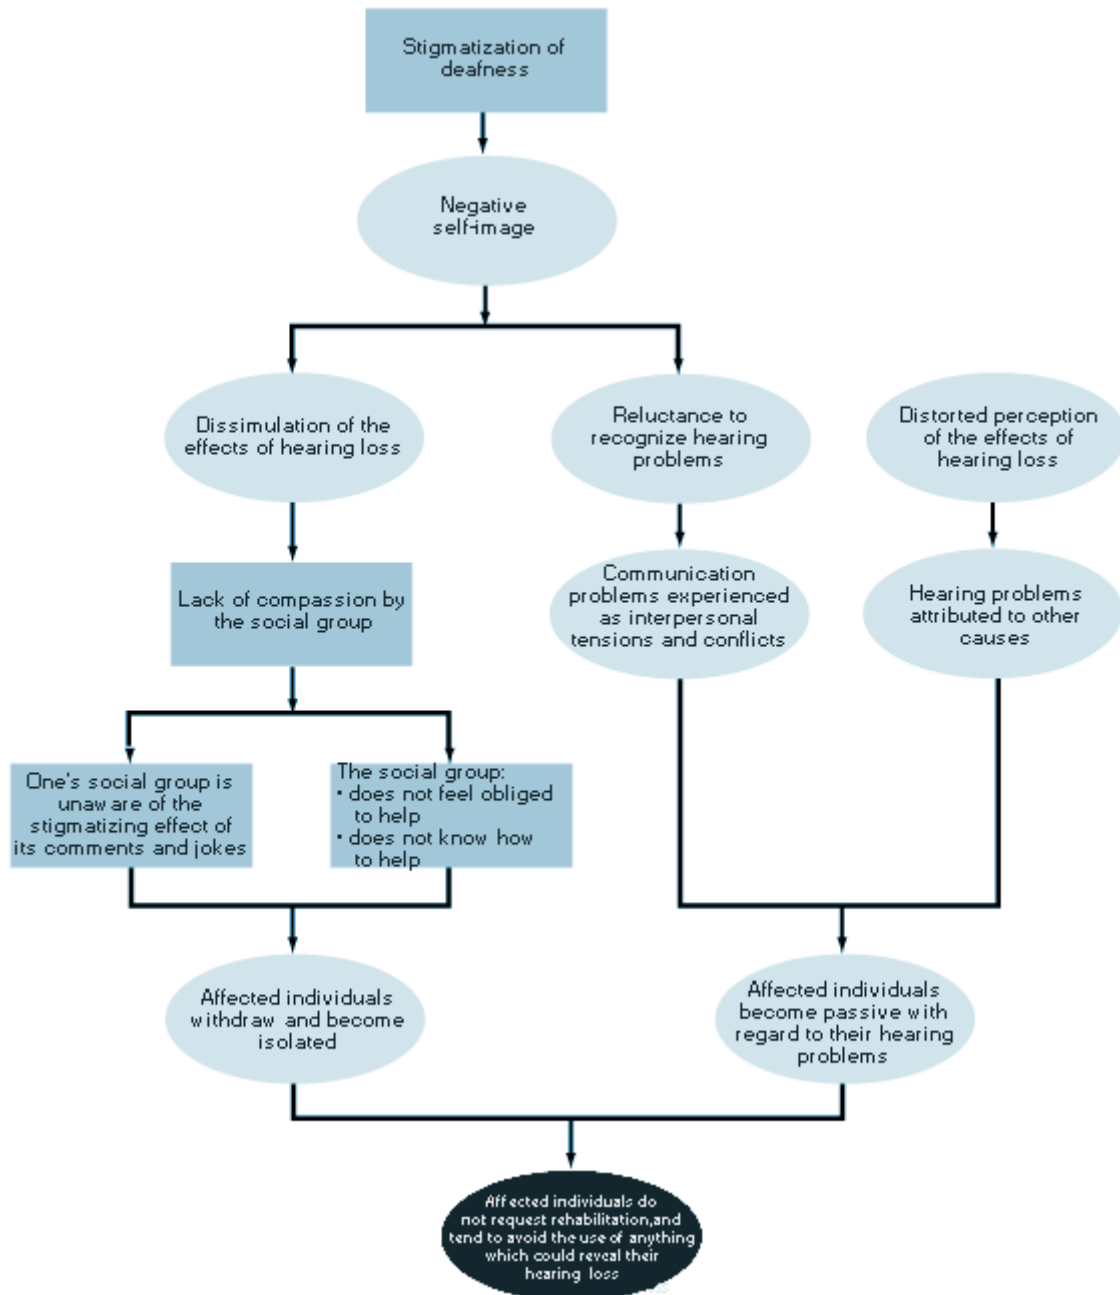 Stigmatization of
deafness
Negative
self-image
Dissimulation of the
effects of hearing loss
Reluctance to
recognize hearing
problems
Distorted perception
of the effects of
hearing loss
Lack of compassion by
the social group
Communication
problems experienced
as interpersonal
tensions and conflicts
Hearing problems
attributed to other
causes
One's social group is
unaware of the
stigmatizing effect of
its comments and jokes
The social group:
• does not feel obliged
to help
• does not know how
to help
Affected individuals
withdraw and become
isolated
Affected individuals
become passive with
regard to their hearing
problems
Affected individuals do
not request rehabilitation,and
tend to avoid the use of anything
which could reveal their
hearing loss